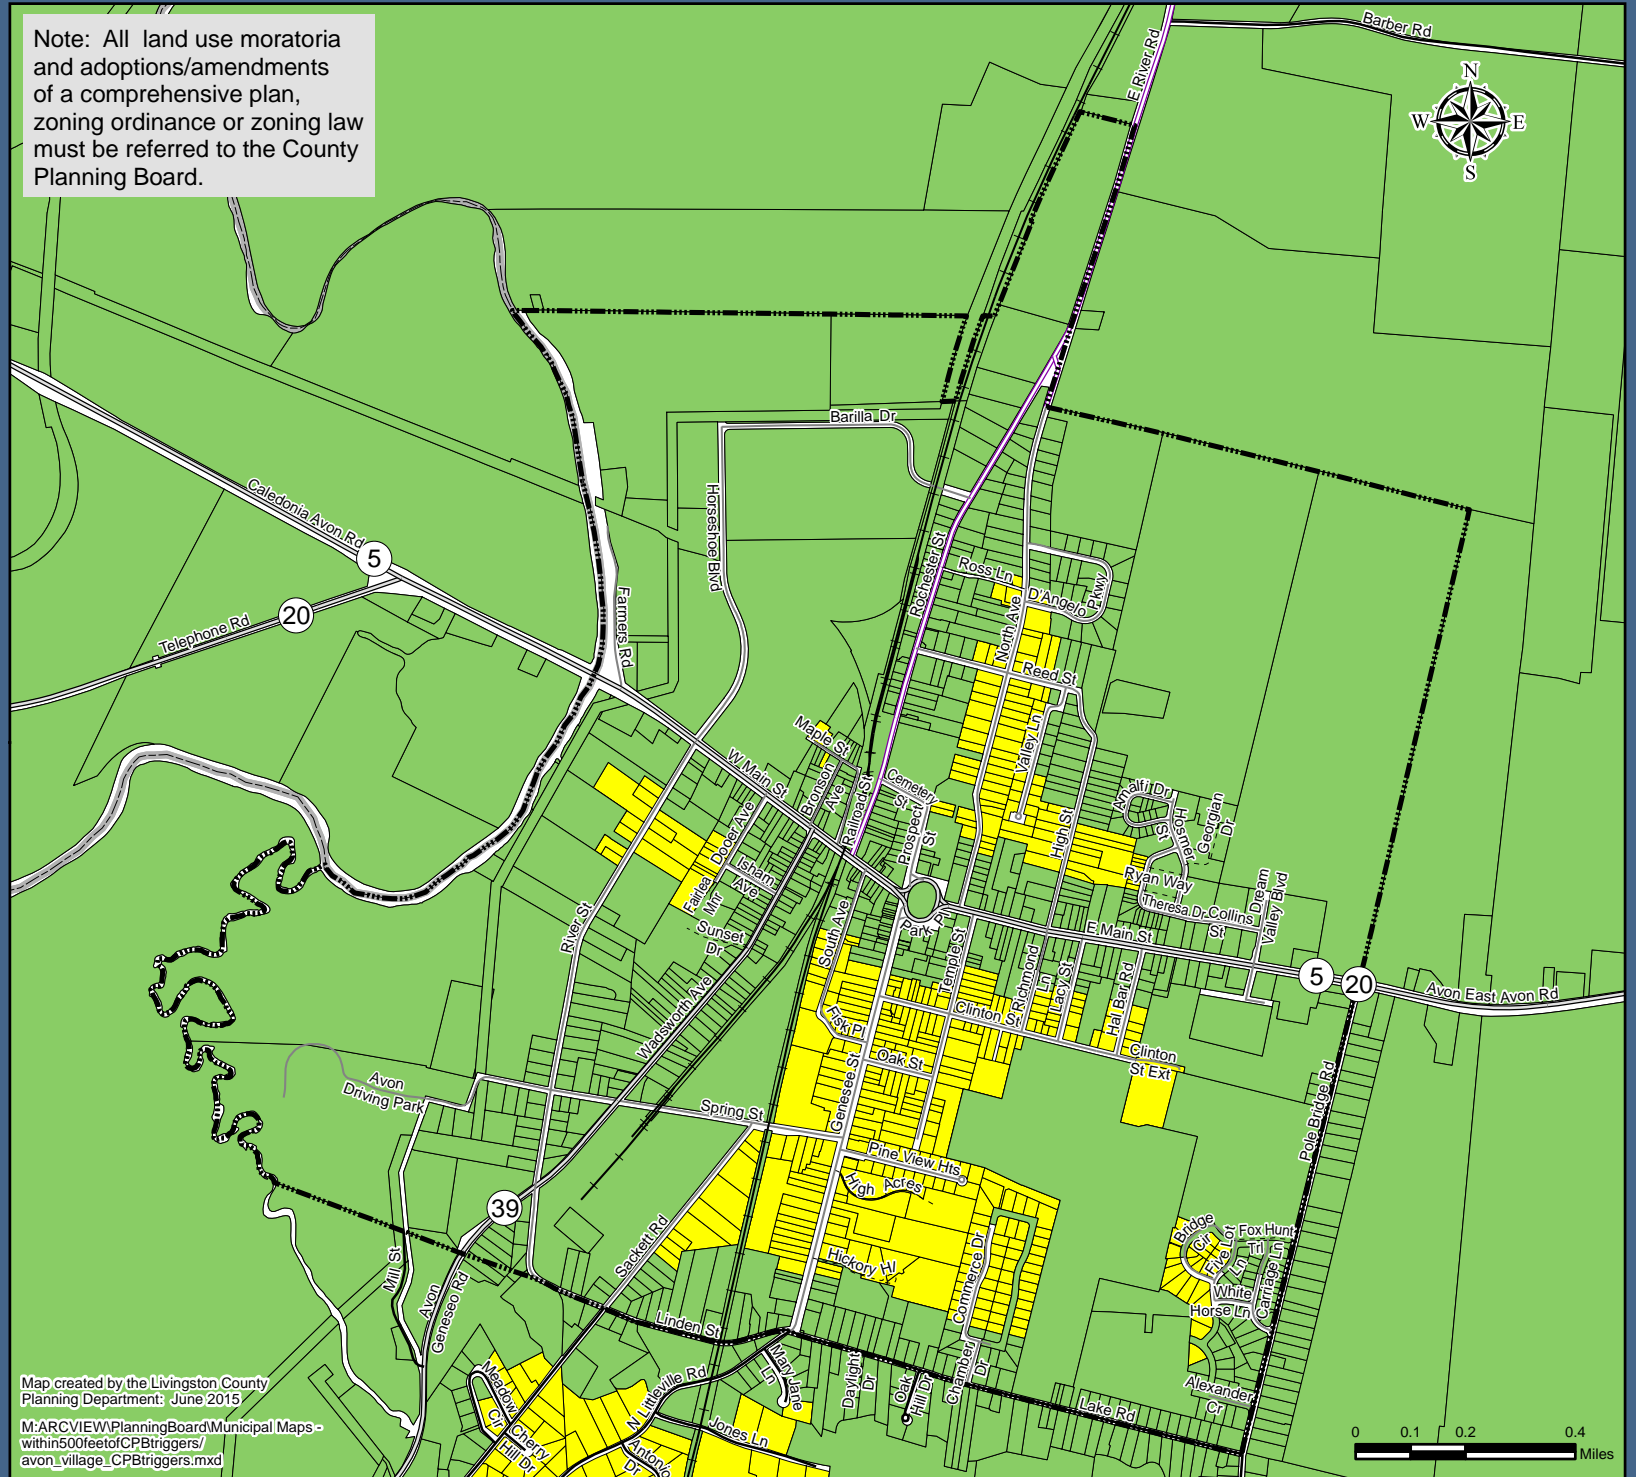 Note: All land use moratoria
and adoptions/amendments
of a comprehensive plan,
zoning ordinance or zoning law
must be referred to the County
Planning Board.
Barber Rd
E River Rd
N
W E
S
Barilla Dr
Horseshoe Blvd
Caledonia Avon Rd
5
20
Telephone Rd
Farmers Rd
Rochester St
Ross Ln
D'Angelo
Pkwy
North Ave
Reed St
Valley Ln
Maple St
W Main St
Bronson
Ave
Railroad St
Cemetery
St
Prospect
St
High St
Amalfi Dr
Hosmer
St
Georgian
Dr
Dooer Ave
Isham
Ave
Fairlea
Mnr
Sunset
Dr
Ryan Way
Theresa Dr
Collins
St
Dream
Valley Blvd
River St
South Ave
Park Pl
Temple St
E Main St
Richmond
Ln
Lacy St
Hal Bar Rd
5
20
Avon East Avon Rd
Wadsworth Ave
Fisk Pl
Clinton St
Clinton
St Ext
Oak St
Genesee St
Avon
Driving Park
Spring St
Pole Bridge Rd
Pine View Hts
High Acres
39
Sackett Rd
Hickory Hl
Commerce Dr
Bridge
Cir
Five Lot
Ln
Fox Hunt
Trl
Carriage Ln
White
Horse Ln
Mill St
Avon
Geneseo Rd
Linden St
N Littleville Rd
Mary Jane
Ln
Daylight
Dr
Oak
Hill Dr
Chamber
Dr
Lake Rd
Alexander
Cr
Meadow
Cir
Cherry
Hill Dr
Antonio
Dr
Jones Ln
Map created by the Livingston County
Planning Department: June 2015
M:ARCVIEW\PlanningBoard\Municipal Maps -
within500feetofCPBtriggers/
avon_village_CPBtriggers.mxd
0 0.1 0.2 0.4
Miles